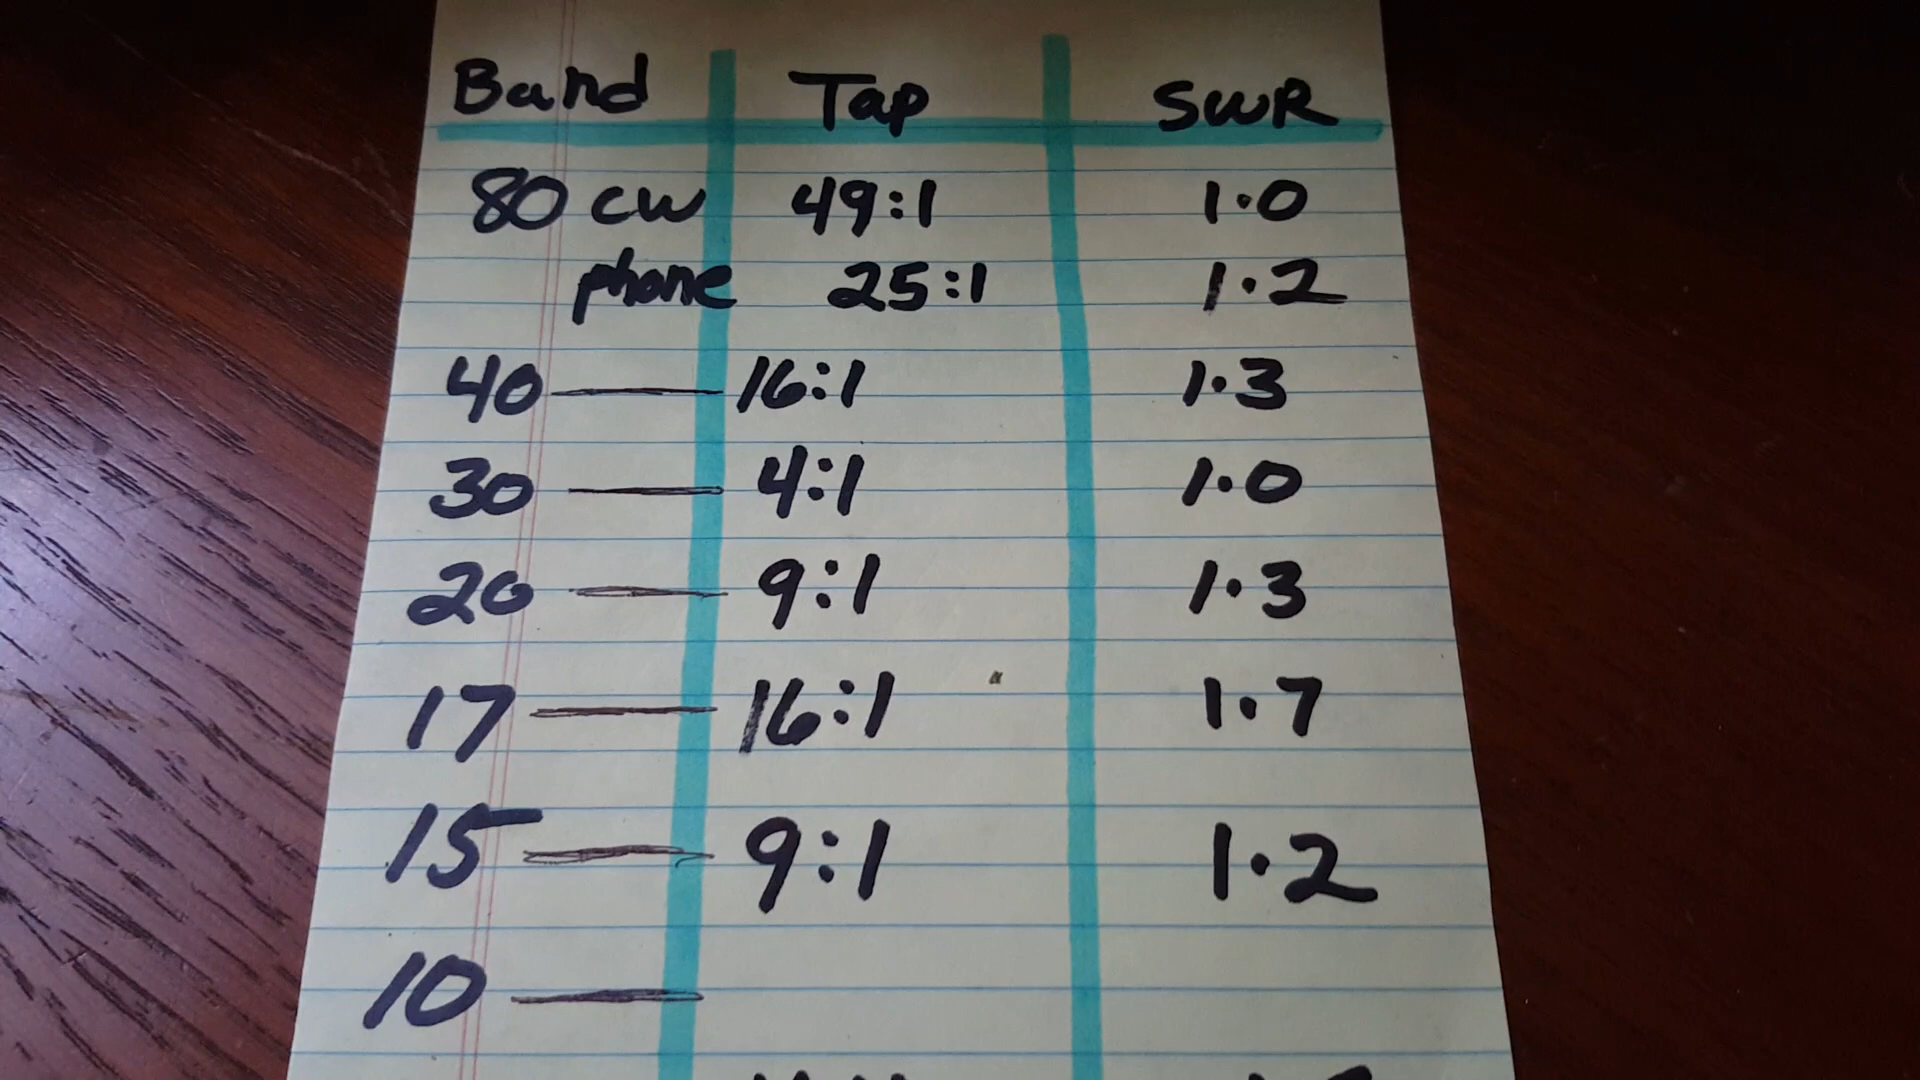 Band Tap SWR
80 cw 49:1 1.0
phone 25:1 1.2
40 — 16:1 1.3
30 — 4:1 1.0
20 — 9:1 1.3
17 — 16:1 1.7
15 — 9:1 1.2
10 —